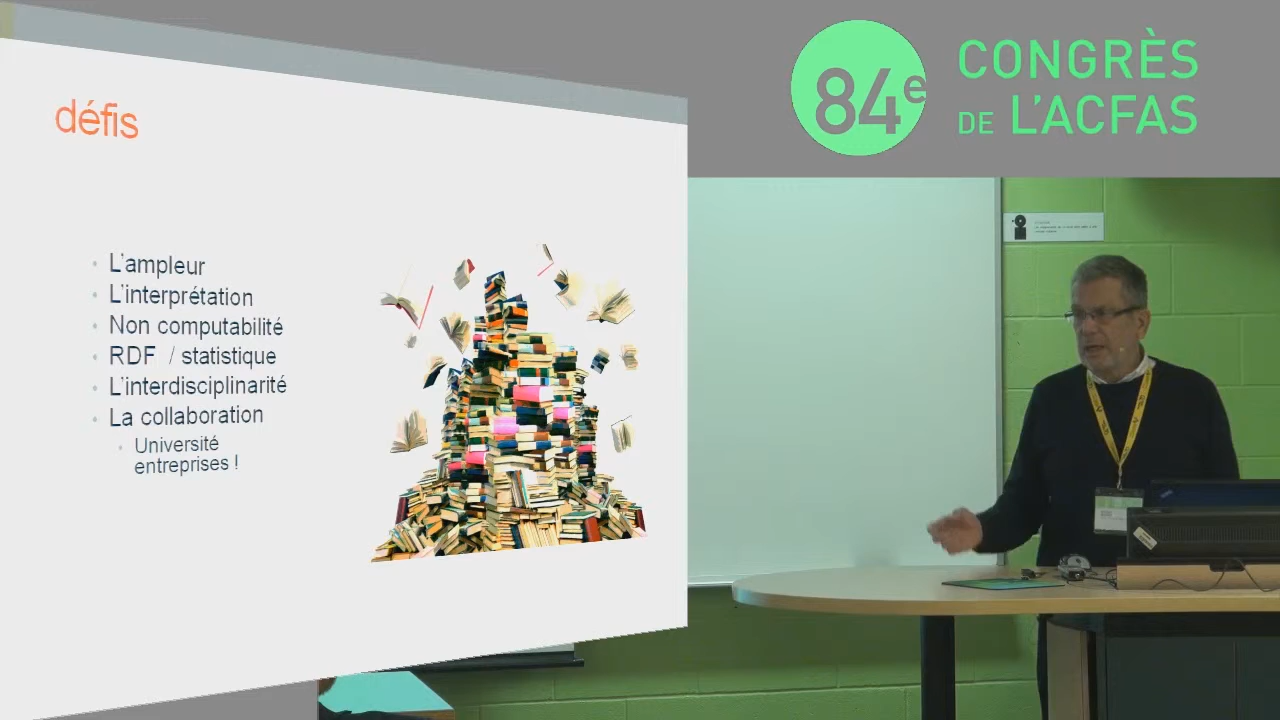 défis
L'ampleur
L'interprétation
Non computabilité
RDF / statistique
L'interdisciplinarité
La collaboration
Université
entreprises !
84e
CONGRÈS
DE L'ACFAS